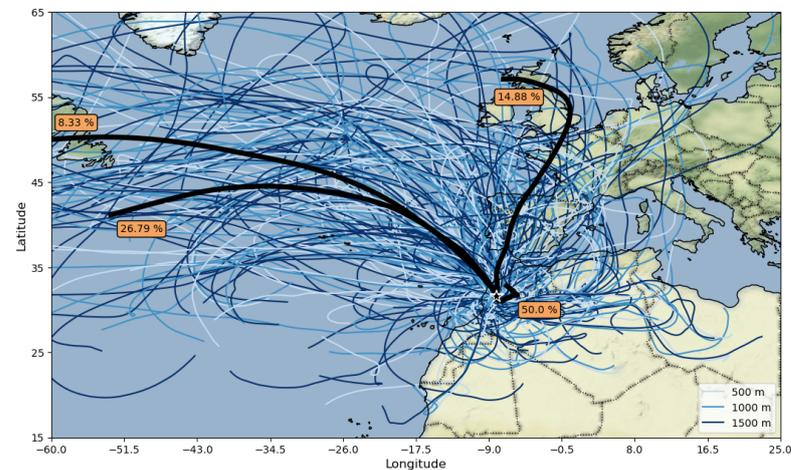 65
55
45
35
25
15
Latitude
8.33 %
14.88 %
26.79 %
50.0 %
500 m
1000 m
1500 m
−60.0 −51.5 −43.0 −34.5 −26.0 −17.5 −9.0 −0.5 8.0 16.5 25.0
Longitude